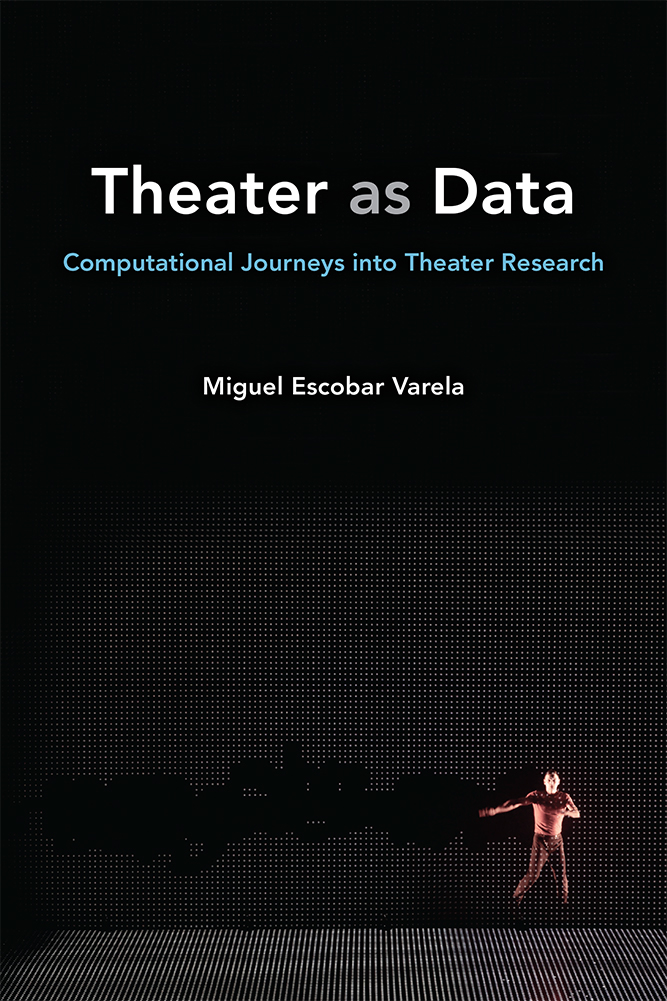 Theater as Data
Computational Journeys into Theater Research
Miguel Escobar Varela